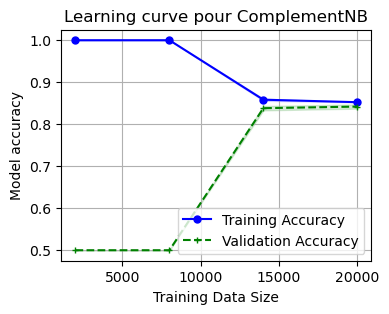 Learning curve pour ComplementNB
1.0
0.9
0.8
0.7
0.6
0.5
Model accuracy
Training Accuracy
Validation Accuracy
5000 10000 15000 20000
Training Data Size